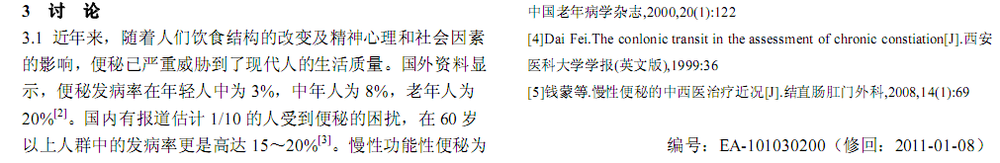 3 讨 论
3.1 近年来，随着人们饮食结构的改变及精神心理和社会因素
的影响，便秘已严重威胁到了现代人的生活质量。国外资料显
示，便秘发病率在年轻人中为 3%，中年人为 8%，老年人为
20%[2]。国内有报道估计 1/10 的人受到便秘的困扰，在 60 岁
以上人群中的发病率更是高达 15～20%[3]。慢性功能性便秘为
中国老年病学杂志,2000,20(1):122
[4]Dai Fei.The conlonic transit in the assessment of chronic constiation[J].西安
医科大学学报(英文版),1999:36
[5]钱蒙等.慢性便秘的中西医治疗近况[J].结直肠肛门外科,2008,14(1):69
编号：EA-101030200（修回：2011-01-08）